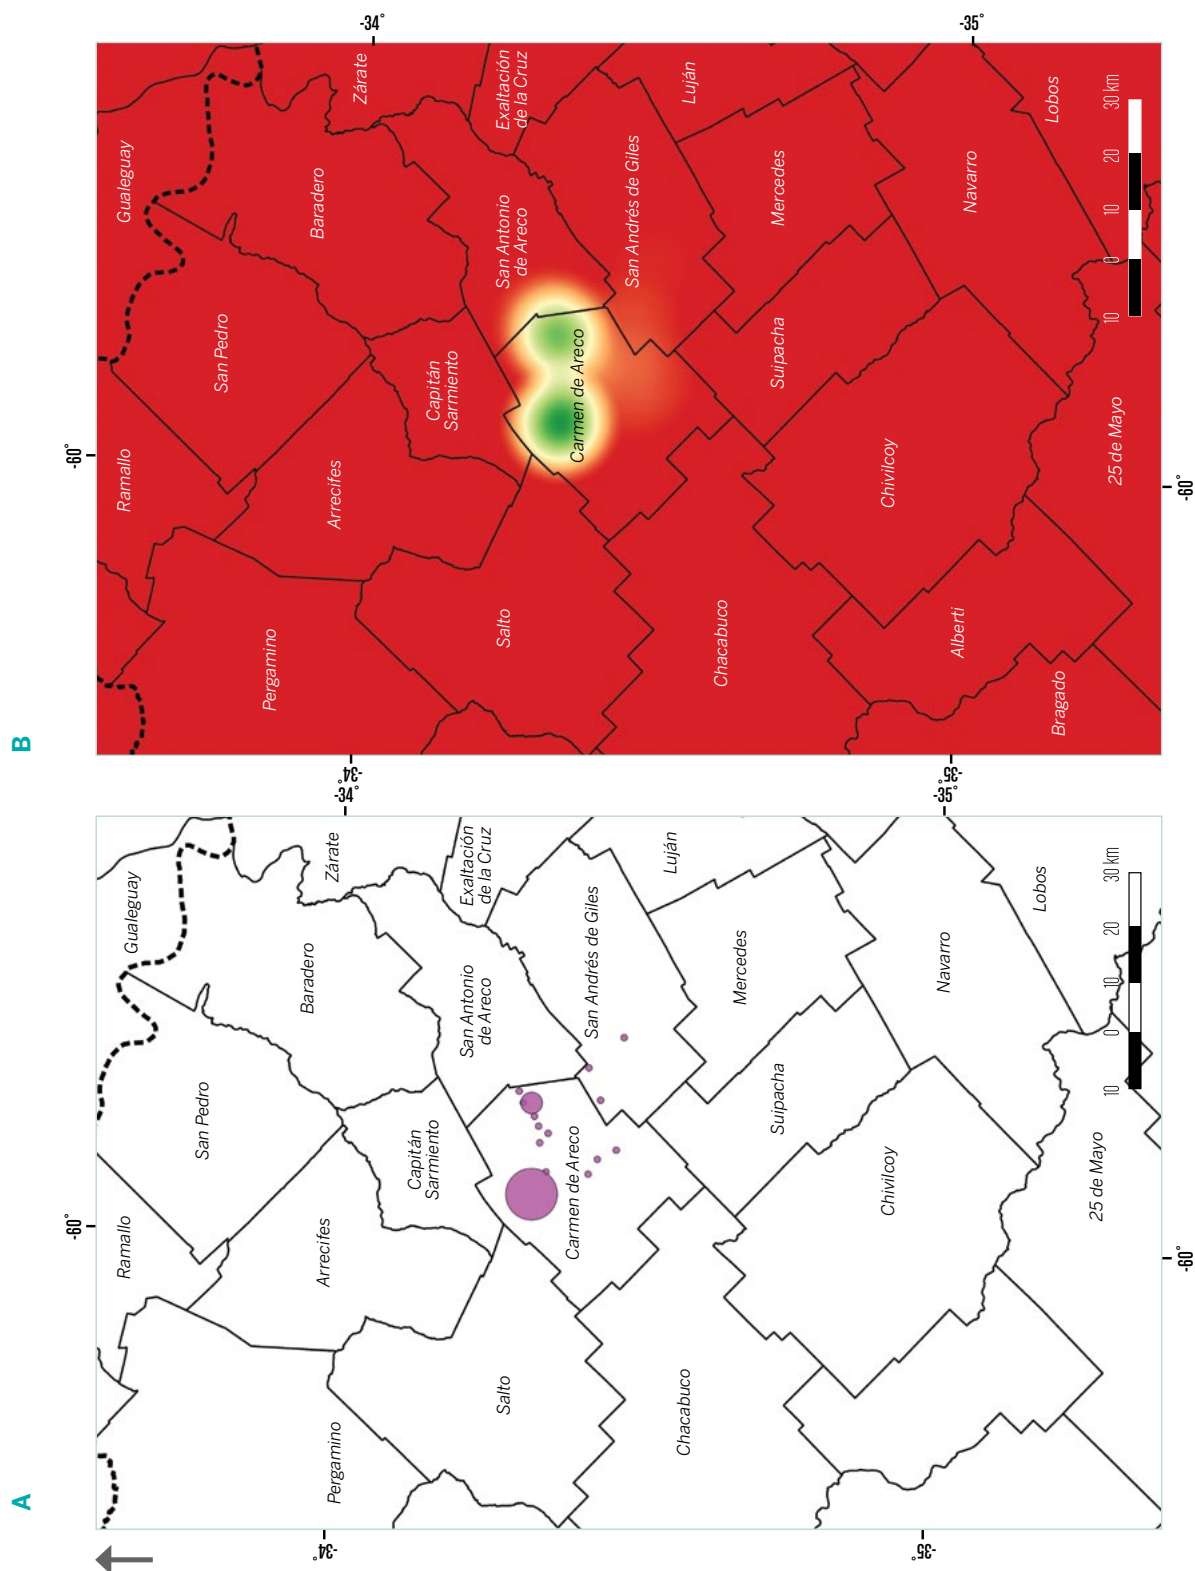 A
-34°
-35°
-60°
Ramallo
San Pedro
Gualeguay
Baradero
Zárate
Pergamino
Arrecifes
Capitán
Sarmiento
San Antonio
de Areco
Exaltación
de la Cruz
Salto
Carmen de Areco
San Andrés de Giles
Luján
Chacabuco
Suipacha
Mercedes
Chivilcoy
Navarro
25 de Mayo
Lobos
10
0
10
20
30 km
-60°
-34°
-35°
B
-34°
-35°
-60°
Ramallo
San Pedro
Gualeguay
Baradero
Zárate
Pergamino
Arrecifes
Capitán
Sarmiento
San Antonio
de Areco
Exaltación
de la Cruz
Salto
Carmen de Areco
San Andrés de Giles
Luján
Chacabuco
Suipacha
Mercedes
Chivilcoy
Navarro
Alberti
Bragado
25 de Mayo
Lobos
10
0
10
20
30 km
-60°
-34°
-35°